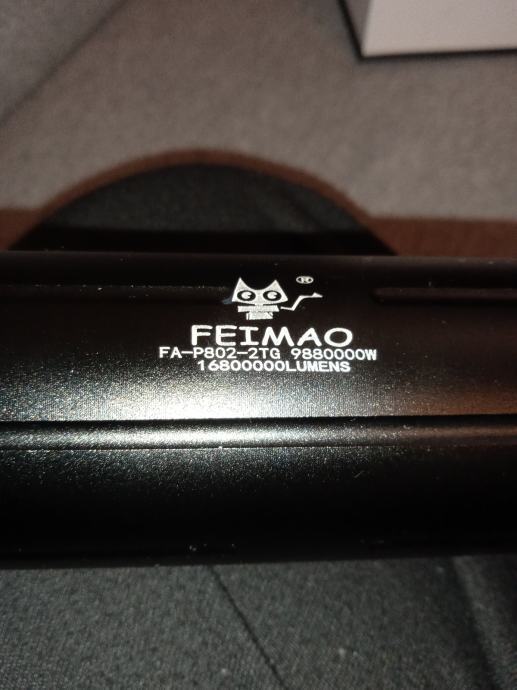 ®
FEIMAO
FA-P802-2TG 9880000W
16800000LUMENS